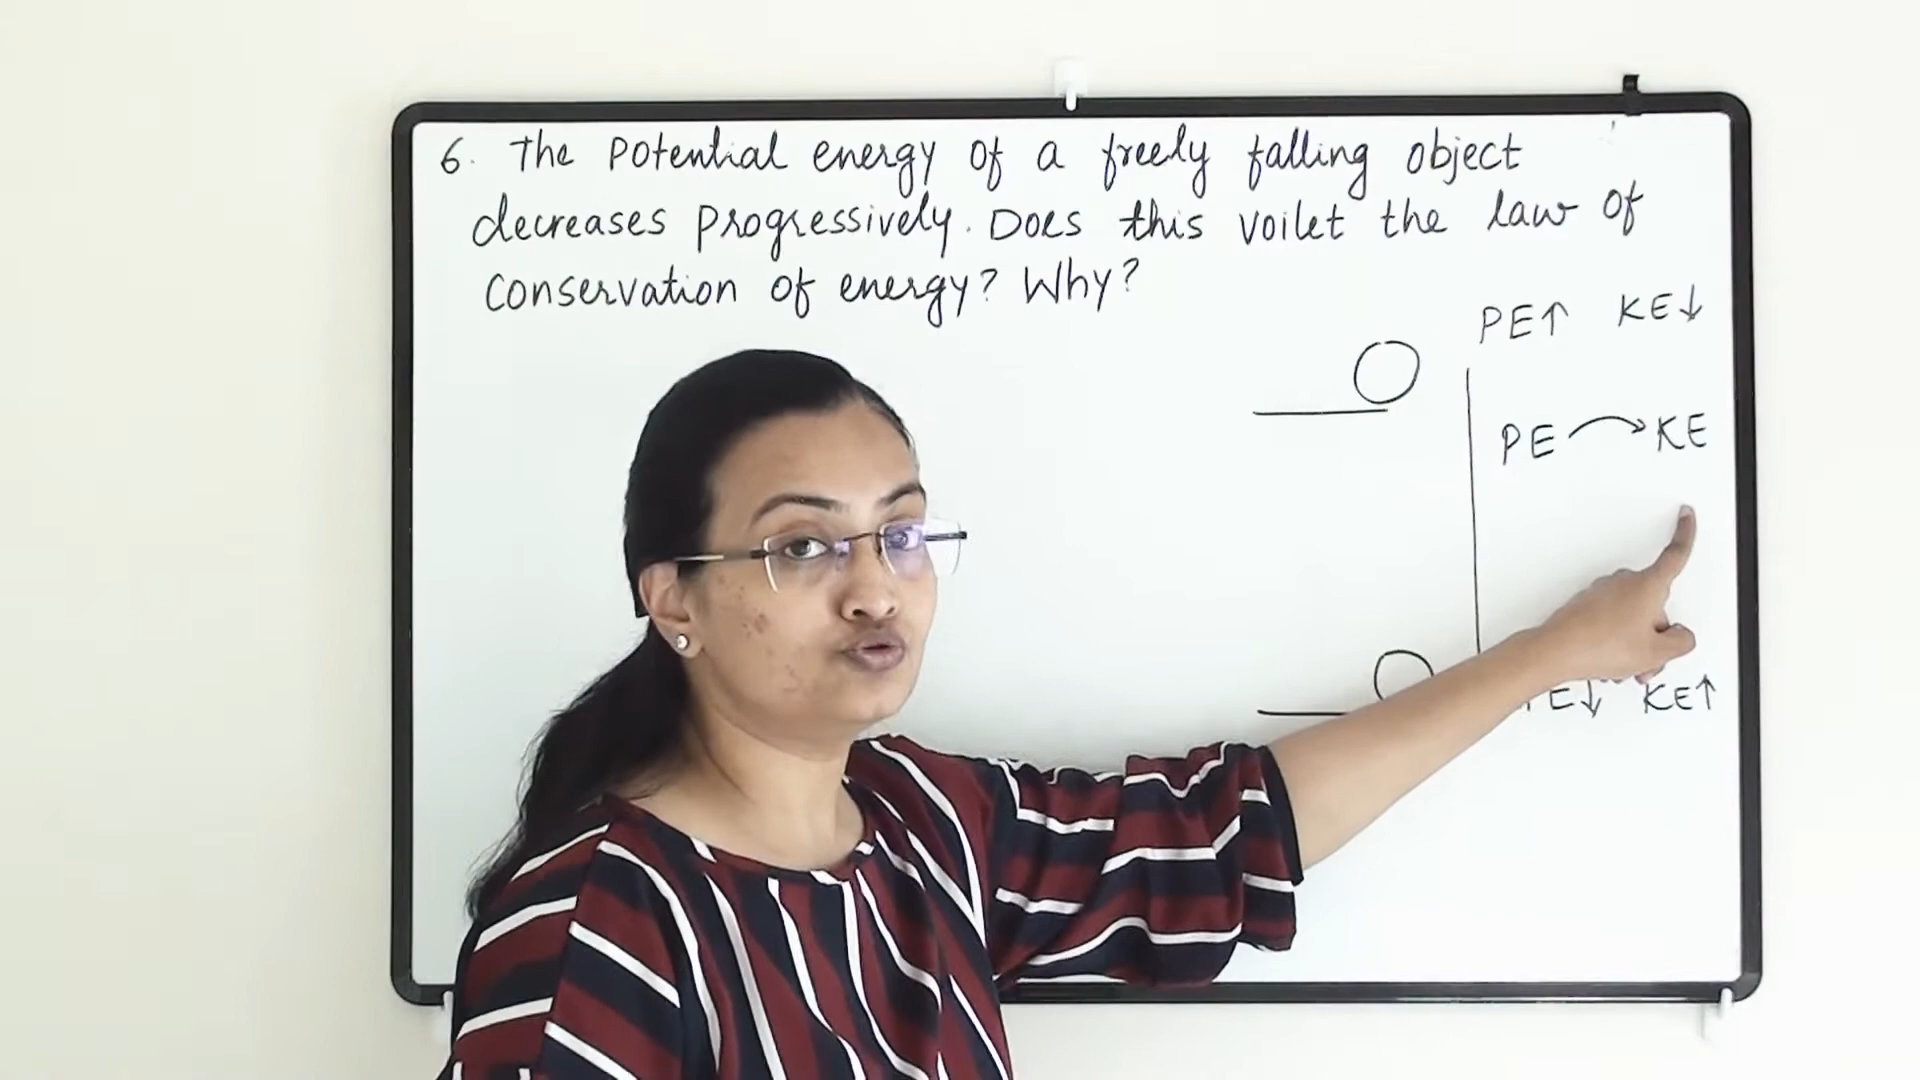 6. The potential energy of a freely falling object
decreases progressively. Does this voilet the law of
conservation of energy? Why?
PE↑ KE↓
PE → KE
E↓ KE↑